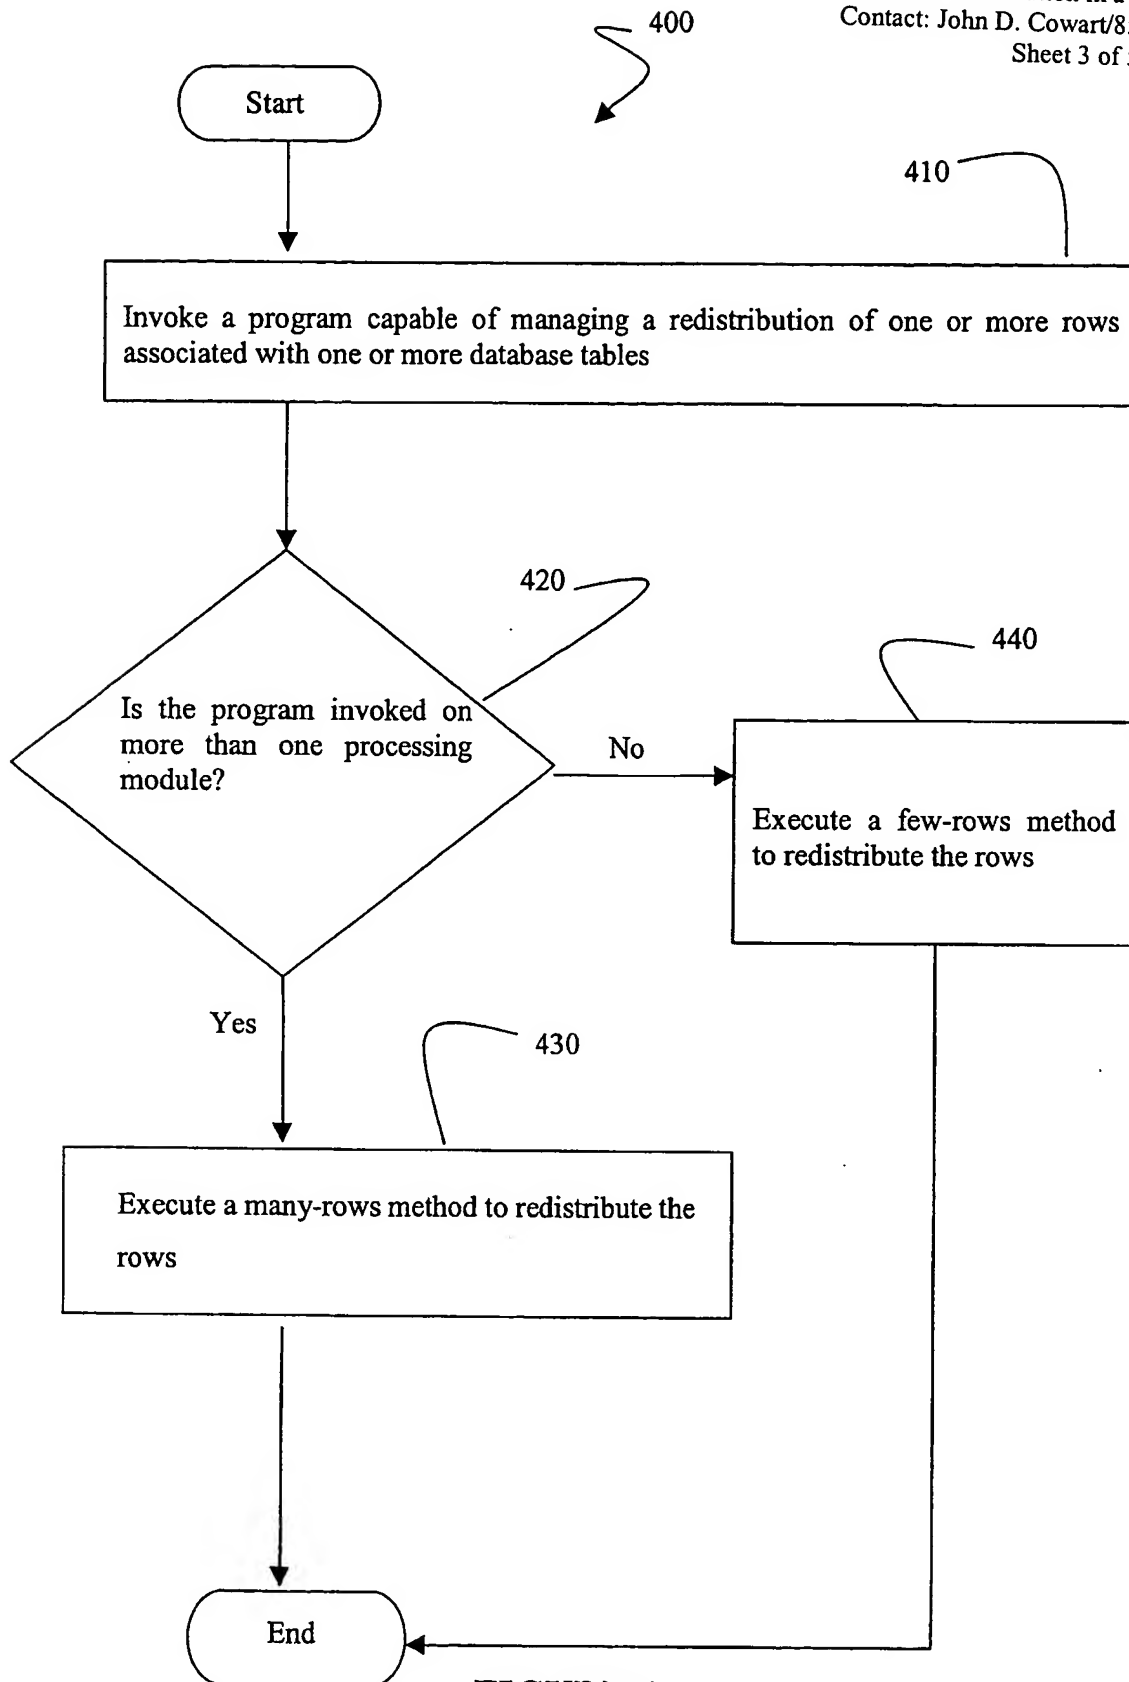 Contact: John D. Cowart/8
Sheet 3 of
400
Start
410
Invoke a program capable of managing a redistribution of one or more rows
associated with one or more database tables
420
440
Is the program invoked on
more than one processing
module?
No
Execute a few-rows method
to redistribute the rows
Yes
430
Execute a many-rows method to redistribute the
rows
End